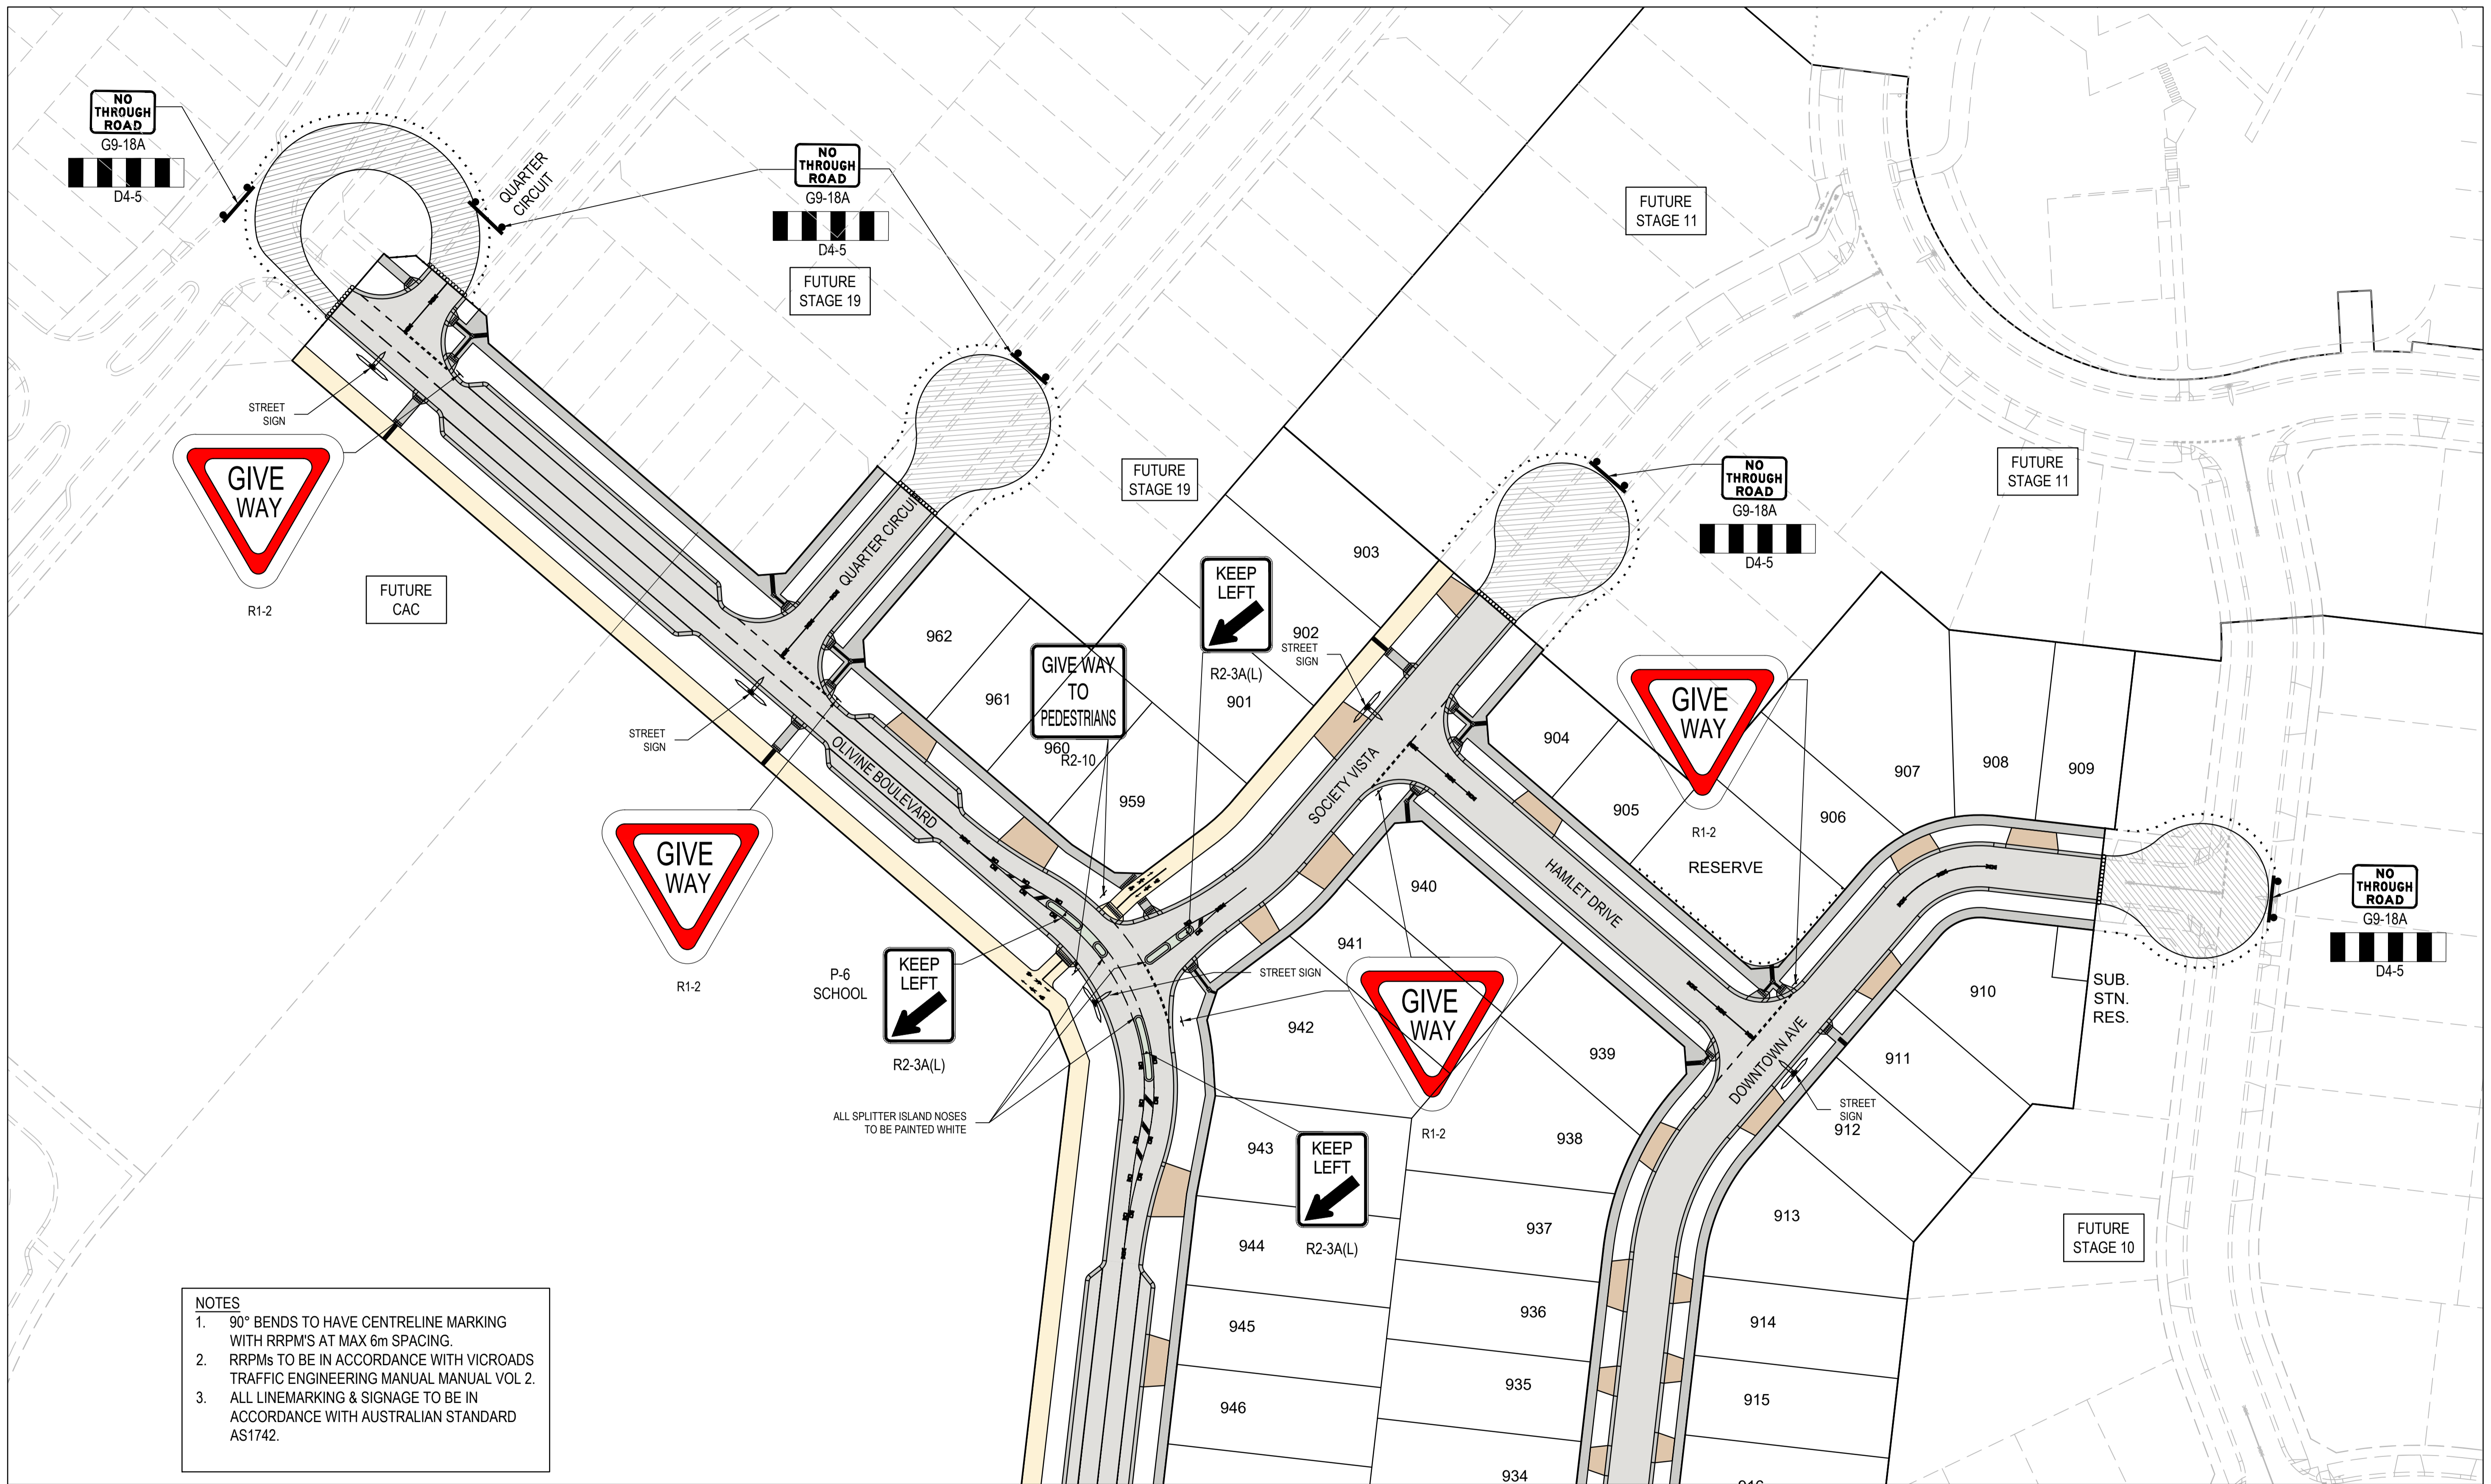 NO
THROUGH
ROAD
G9-18A
D4-5
QUARTER
CIRCUIT
NO
THROUGH
ROAD
G9-18A
D4-5
FUTURE
STAGE 19
FUTURE
STAGE 11
STREET
SIGN
GIVE
WAY
R1-2
FUTURE
CAC
QUARTER CIRCUIT
FUTURE
STAGE 19
NO
THROUGH
ROAD
G9-18A
D4-5
FUTURE
STAGE 11
903
KEEP
LEFT
R2-3A(L)
902
STREET
SIGN
901
962
961
GIVE WAY
TO
PEDESTRIANS
960
R2-10
959
STREET
SIGN
OLIVINE BOULEVARD
SOCIETY VISTA
904
905
GIVE
WAY
R1-2
RESERVE
906
907
908
909
GIVE
WAY
R1-2
HAMLET DRIVE
940
941
NO
THROUGH
ROAD
G9-18A
D4-5
P-6
SCHOOL
KEEP
LEFT
R2-3A(L)
STREET SIGN
942
GIVE
WAY
R1-2
939
910
SUB.
STN.
RES.
DOWNTOWN AVE
911
STREET
SIGN
912
ALL SPLITTER ISLAND NOSES
TO BE PAINTED WHITE
943
KEEP
LEFT
R2-3A(L)
938
944
937
913
FUTURE
STAGE 10
945
936
914
946
935
915
934
NOTES
1. 90° BENDS TO HAVE CENTRELINE MARKING
WITH RRPM'S AT MAX 6m SPACING.
2. RRPMs TO BE IN ACCORDANCE WITH VICROADS
TRAFFIC ENGINEERING MANUAL MANUAL VOL 2.
3. ALL LINEMARKING & SIGNAGE TO BE IN
ACCORDANCE WITH AUSTRALIAN STANDARD
AS1742.